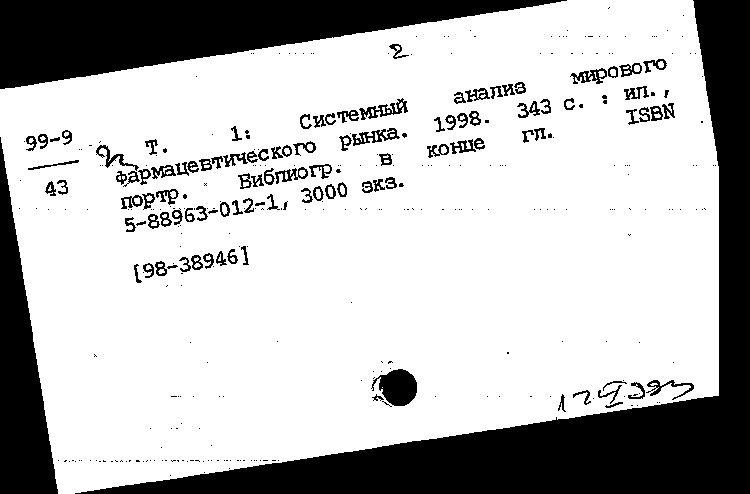 2
99-9
43
Т. 1: Системный анализ мирового
фармацевтического рынка. 1998. 343 с. : ил.,
портр. Библиогр. в конце гл. ISBN
5-88963-012-1, 3000 экз.
[98-38946]